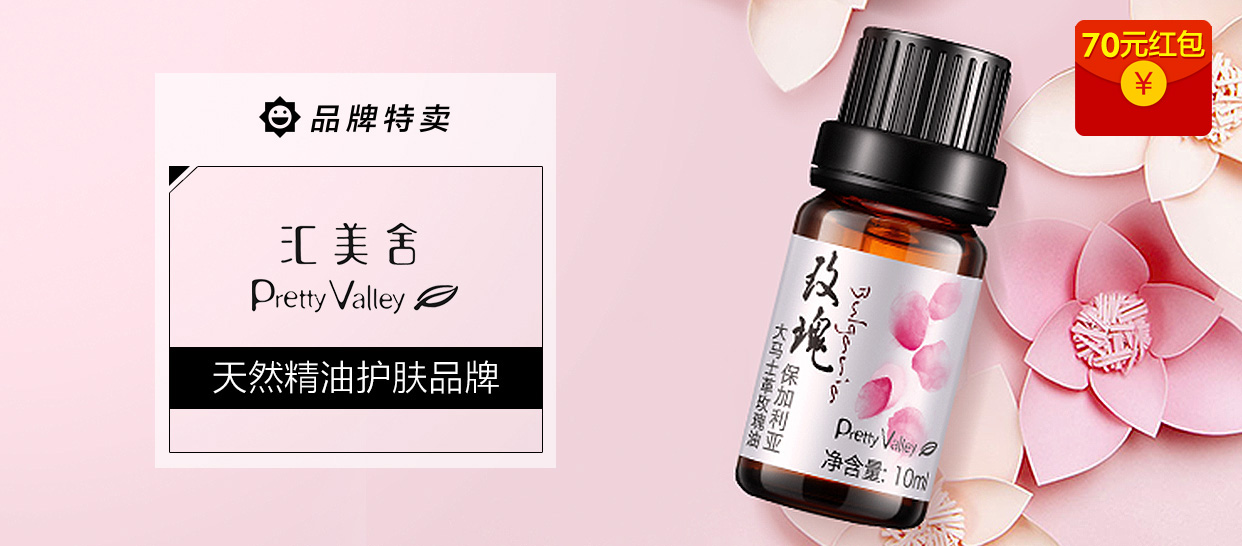 品牌特卖
汇美舍
Pretty Valley
天然精油护肤品牌
70元红包
¥
玫瑰
Bulgaria
保加利亚
大马士革玫瑰油
Pretty Valley
净含量: 10ml